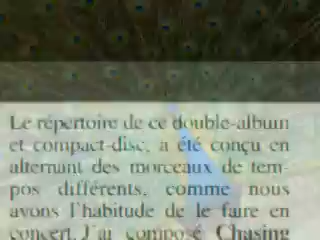 Le répertoire de ce double-album
et compact-disc, a été conçu en
alternant des morceaux de tem-
pos différents, comme nous
avons l'habitude de le faire en
concert. J'ai composé Chasing